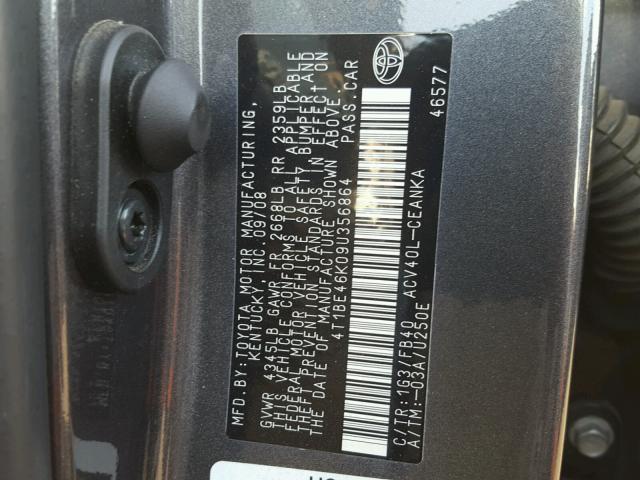 MFD.BY: TOYOTA MOTOR MANUFACTURING,
KENTUCKY, INC. 09/08
GVWR 4345LB GAWR FR 2668LB RR 2359LB
THIS VEHICLE CONFORMS TO ALL APPLICABLE
FEDERAL MOTOR VEHICLE SAFETY, BUMPER AND
THEFT PREVENTION STANDARDS IN EFFECT ON
THE DATE OF MANUFACTURE SHOWN ABOVE.
4T1BE46K09U356864 PASS.CAR
C/TR:1G3/FB40 ACV40L-CEANKA
A/TM:-03A/U250E 46577